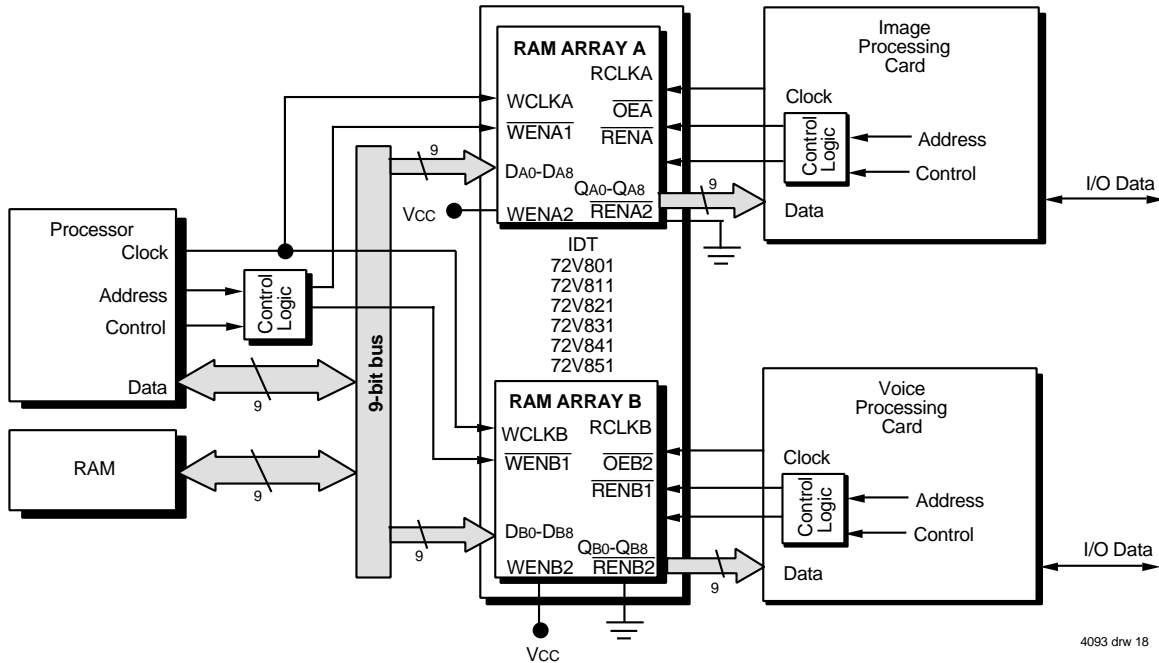 Processor
Clock
Address
Control
Data
Control
Logic
RAM
9
9
9-bit bus
9
9
VCC
RAM ARRAY A
RCLKA
WCLKA
OEA
WENA1
RENA
DA0-DA8
QA0-QA8
WENA2
RENA2
IDT
72V801
72V811
72V821
72V831
72V841
72V851
RAM ARRAY B
RCLKB
WCLKB
OEB2
WENB1
RENB1
DB0-DB8
QB0-QB8
WENB2
RENB2
VCC
9
9
Image
Processing
Card
Clock
Control
Logic
Address
Control
Data
I/O Data
Voice
Processing
Card
Clock
Control
Logic
Address
Control
Data
I/O Data
4093 drw 18